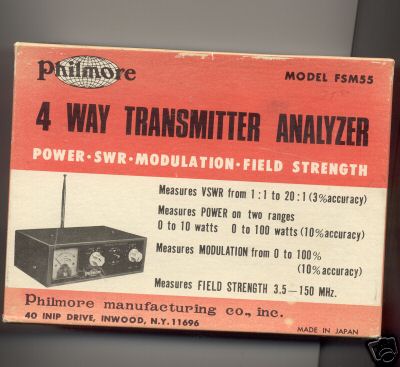 Philmore
MODEL FSM55
4 WAY TRANSMITTER ANALYZER
POWER·SWR·MODULATION·FIELD STRENGTH
Measures VSWR from 1:1 to 20:1 (3% accuracy)
Measures POWER on two ranges
0 to 10 watts 0 to 100 watts (10% accuracy)
Measures MODULATION from 0 to 100%
(10% accuracy)
Measures FIELD STRENGTH 3.5—150 MHz.
Philmore manufacturing co., inc.
40 INIP DRIVE, INWOOD, N.Y. 11696
MADE IN JAPAN